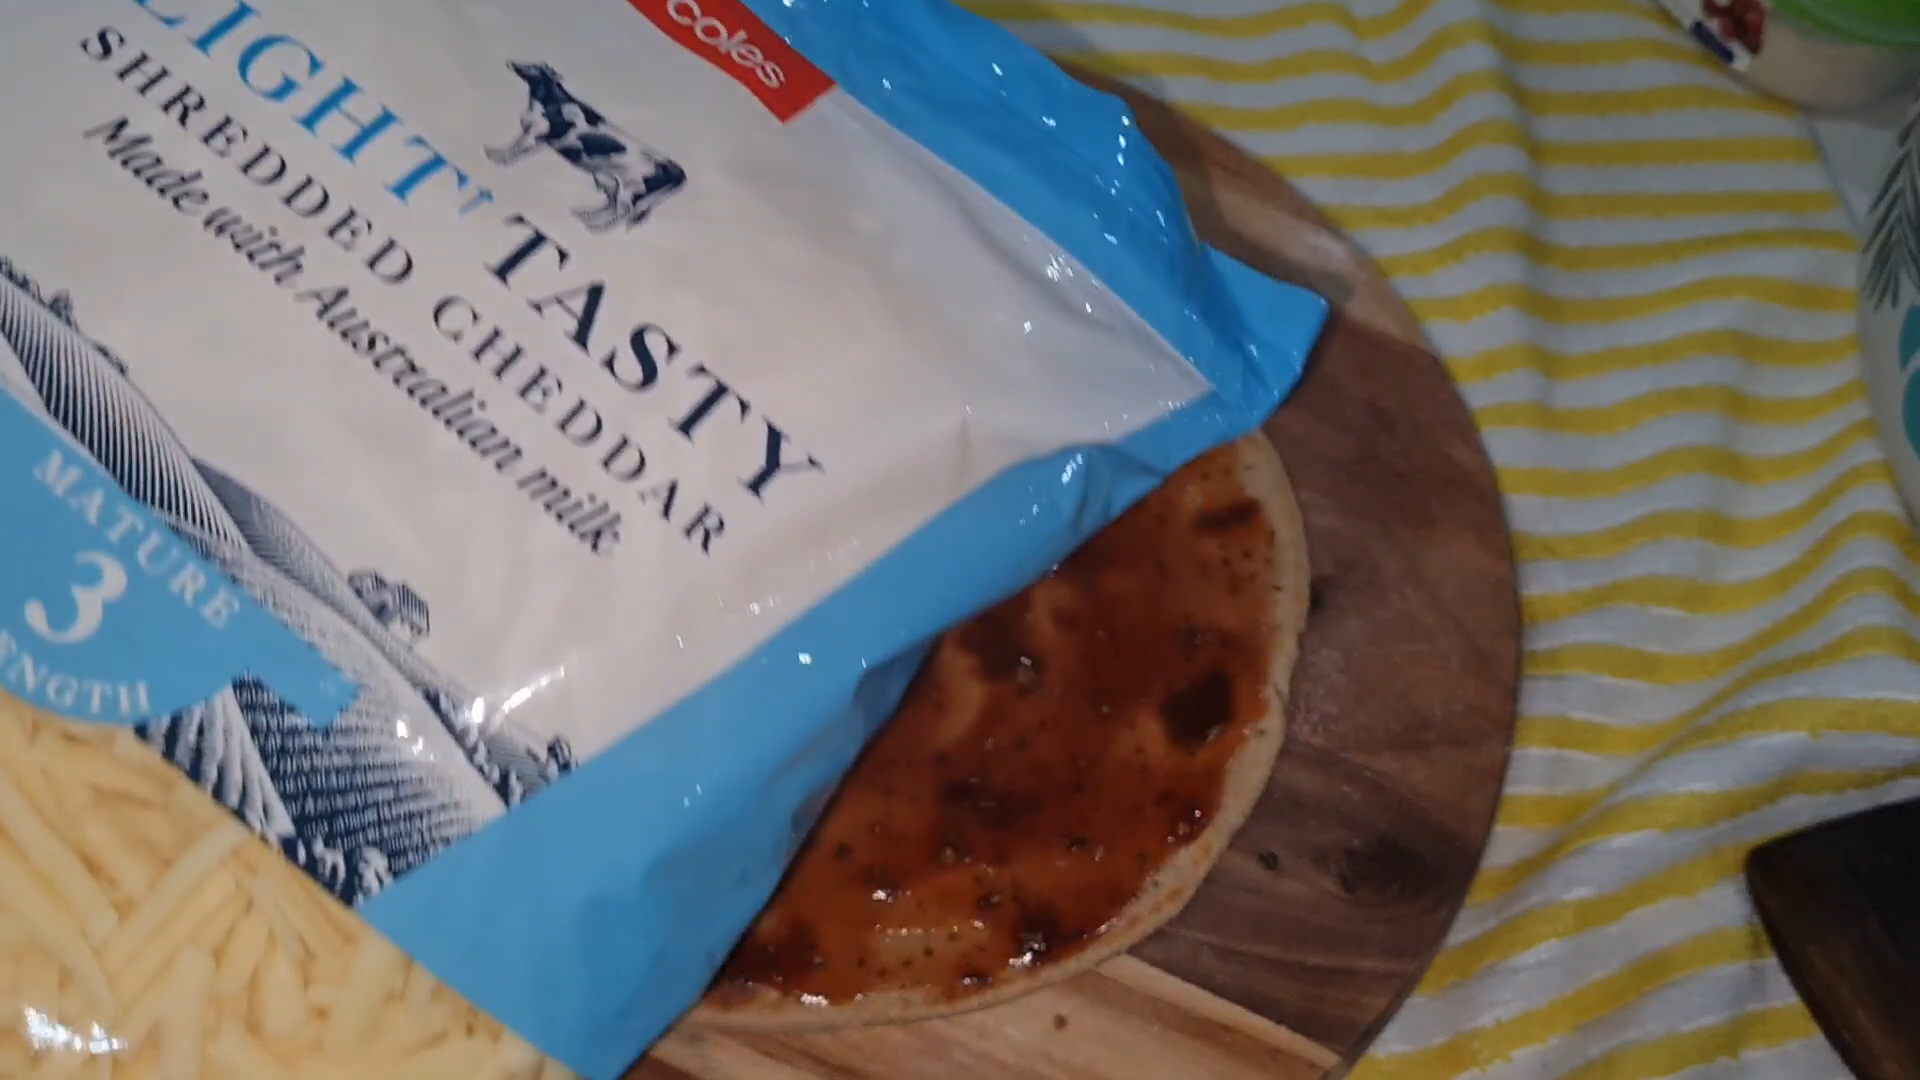 coles
LIGHT† TASTY
SHREDDED CHEDDAR
Made with Australian milk
MATURE
3